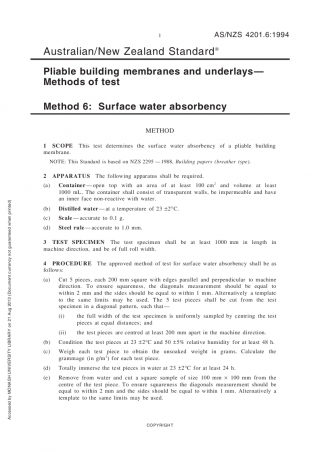 1
AS/NZS 4201.6:1994
Australian/New Zealand Standard®
Pliable building membranes and underlays—
Methods of test
Method 6: Surface water absorbency
METHOD
1 SCOPE This test determines the surface water absorbency of a pliable building
membrane.
NOTE: This Standard is based on NZS 2295 — 1988, Building papers (breather type).
2 APPARATUS The following apparatus shall be required.
(a) Container — open top with an area of at least 100 cm² and volume at least
1000 mL. The container shall consist of transparent walls, be impermeable and have
an inner face non-reactive with water.
(b) Distilled water — at a temperature of 23 ±2°C.
(c) Scale — accurate to 0.1 g.
(d) Steel rule — accurate to 1.0 mm.
3 TEST SPECIMEN The test specimen shall be at least 1000 mm in length in
machine direction, and be of full roll width.
4 PROCEDURE The approved method of test for surface water absorbency shall be as
follows:
(a) Cut 5 pieces, each 200 mm square with edges parallel and perpendicular to machine
direction. To ensure squareness, the diagonals measurement should be equal to
within 2 mm and the sides should be equal to within 1 mm. Alternatively a template
to the same limits may be used. The 5 test pieces shall be cut from the test
specimen in a diagonal pattern, such that—
(i) the full width of the test specimen is uniformly sampled by centring the test
pieces at equal distances; and
(ii) the test pieces are centred at least 200 mm apart in the machine direction.
(b) Condition the test pieces at 23 ±2°C and 50 ±5% relative humidity for at least 48 h.
(c) Weigh each test piece to obtain the unsoaked weight in grams. Calculate the
grammage (in g/m²) for each test piece.
(d) Totally immerse the test pieces in water at 23 ±2°C for at least 24 h.
(e) Remove from water and cut a square sample of size 100 mm × 100 mm from the
centre of the test piece. To ensure squareness the diagonals measurement should be
equal to within 2 mm and the sides should be equal to within 1 mm. Alternatively a
template to the same limits may be used.
COPYRIGHT
Accessed by MONASH UNIVERSITY LIBRARY on 21 Aug 2013 (Document currency not guaranteed when printed)